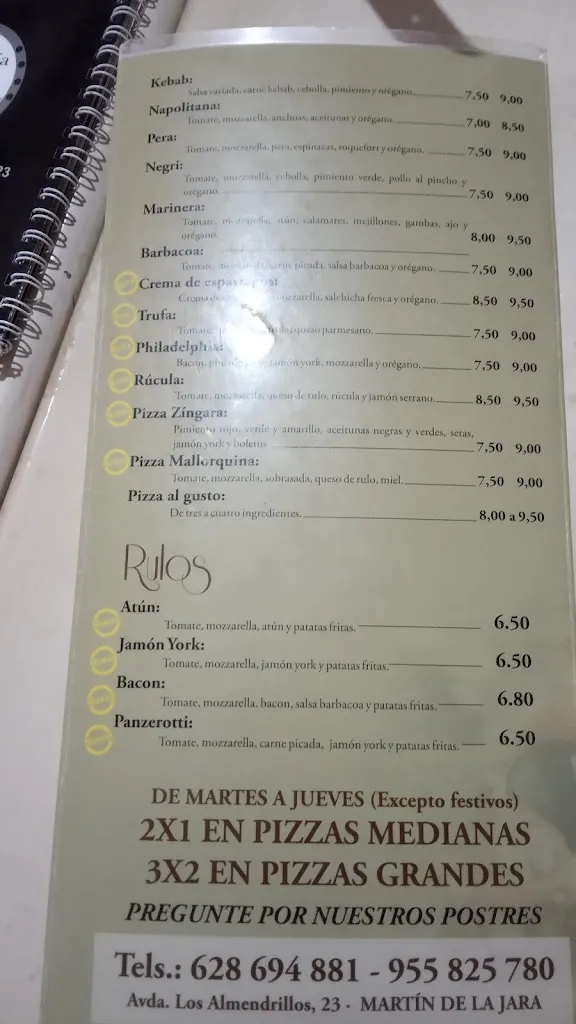 Kebab:
Salsa variada, carne kebab, cebolla, pimiento y orégano. 7,50 9,00
Napolitana:
Tomate, mozzarella, anchoas, aceitunas y orégano. 7,00 8,50
Pera:
Tomate, mozzarella, pera, espinacas, roquefort y orégano. 7,50 9,00
Negri:
Tomate, mozzarella, cebolla, pimiento verde, pollo al pincho y
orégano. 7,50 9,00
Marinera:
Tomate, mozzarella, atún, calamares, mejillones, gambas, ajo y
orégano. 8,00 9,50
Barbacoa:
Tomate, mozzarella, carne picada, salsa barbacoa y orégano. 7,50 9,00
Crema de espárragos:
mozzarella, salchicha fresca y orégano. 8,50 9,50
Trufa:
Tomate, de queso parmesano. 7,50 9,00
Philadelphia:
Bacon, philadelphia, jamón york, mozzarella y orégano. 7,50 9,00
Rúcula:
Tomate, mozzarella, queso de rulo, rúcula y jamón serrano. 8,50 9,50
Pizza Zíngara:
Pimiento rojo, verde y amarillo, aceitunas negras y verdes, setas,
jamón york y boletus. 7,50 9,00
Pizza Mallorquina:
Tomate, mozzarella, sobrasada, queso de rulo, miel. 7,50 9,00
Pizza al gusto:
De tres a cuatro ingredientes. 8,00 a 9,50
Rulos
Atún:
Tomate, mozzarella, atún y patatas fritas. 6.50
Jamón York:
Tomate, mozzarella, jamón york y patatas fritas. 6.50
Bacon:
Tomate, mozzarella, bacon, salsa barbacoa y patatas fritas. 6.80
Panzerotti:
Tomate, mozzarella, carne picada, jamón york y patatas fritas. 6.50
DE MARTES A JUEVES (Excepto festivos)
2X1 EN PIZZAS MEDIANAS
3X2 EN PIZZAS GRANDES
PREGUNTE POR NUESTROS POSTRES
Tels.: 628 694 881 - 955 825 780
Avda. Los Almendrillos, 23 · MARTÍN DE LA JARA